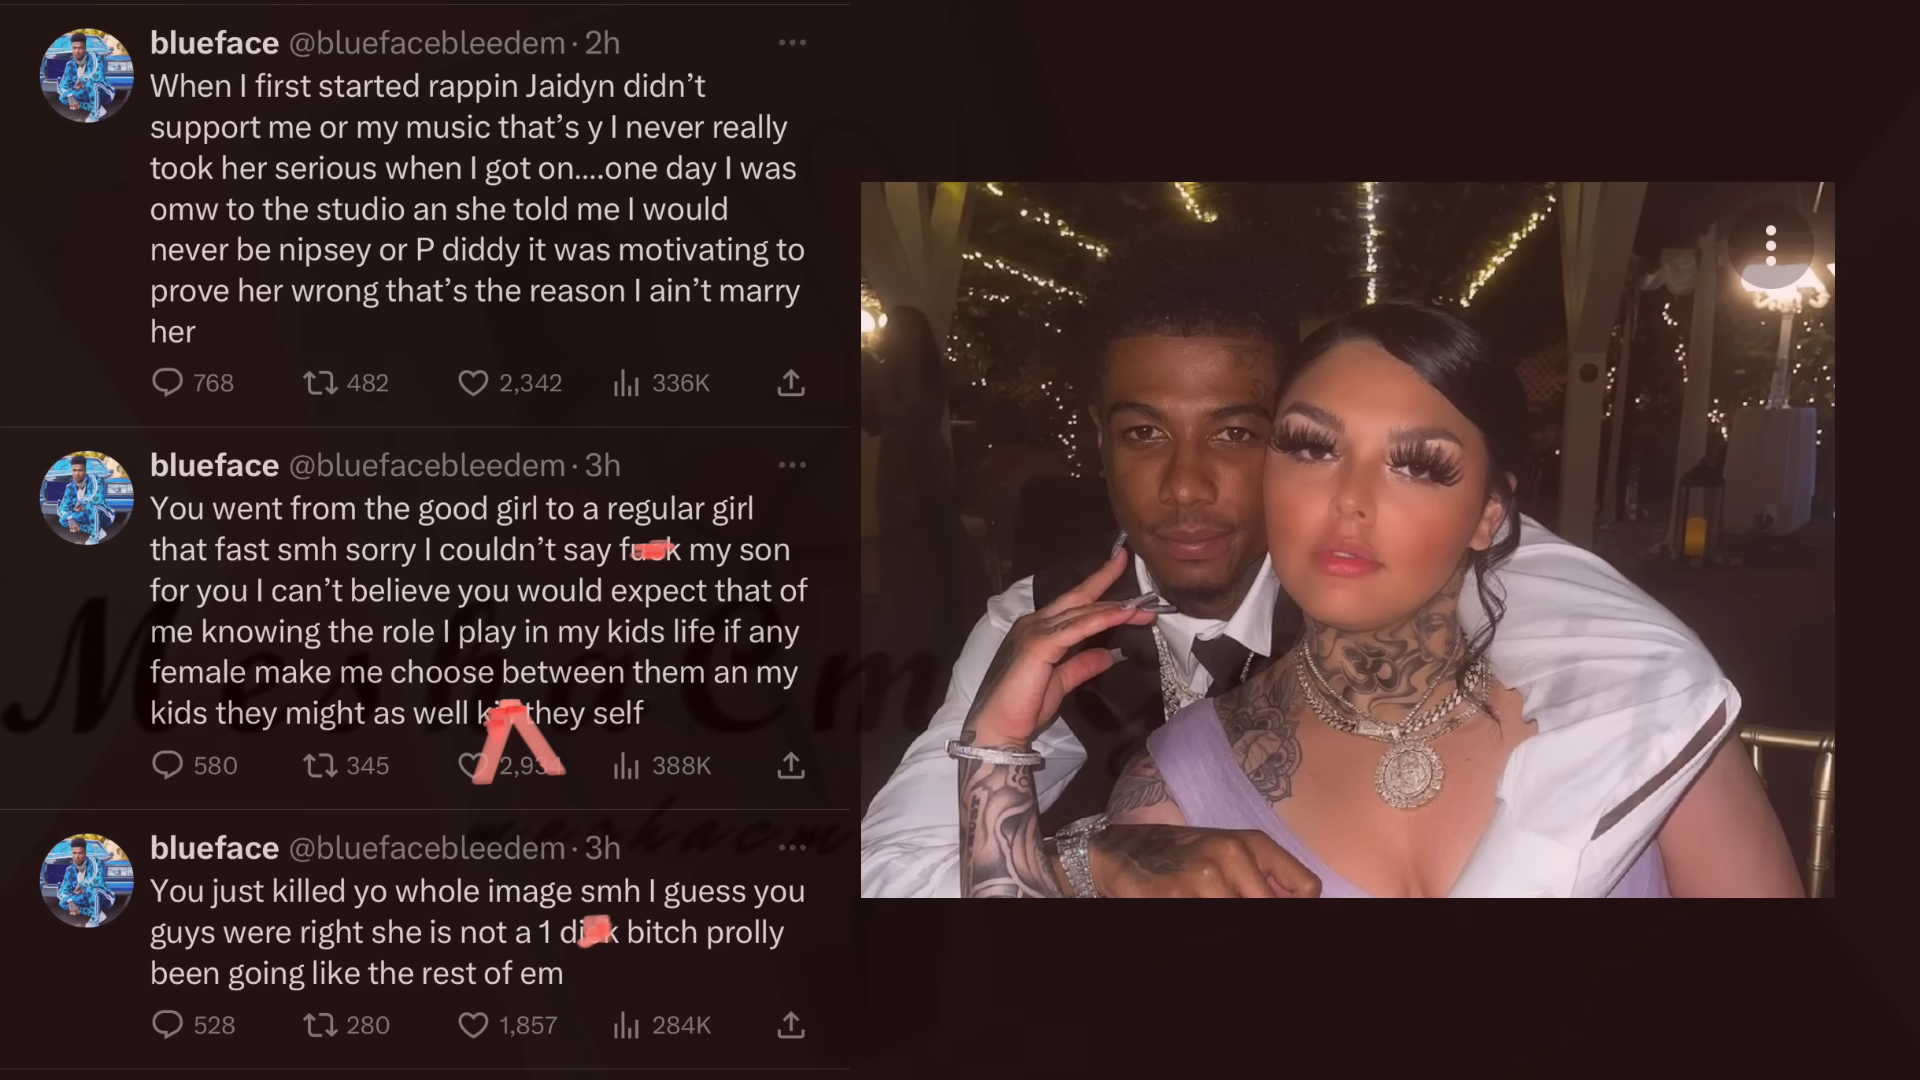 blueface @bluefacebleedem · 2h
When I first started rappin Jaidyn didn't
support me or my music that's y I never really
took her serious when I got on....one day I was
omw to the studio an she told me I would
never be nipsey or P diddy it was motivating to
prove her wrong that's the reason I ain't marry
her
768 482 2,342 336K
blueface @bluefacebleedem · 3h
You went from the good girl to a regular girl
that fast smh sorry I couldn't say my son
for you I can't believe you would expect that of
me knowing the role I play in my kids life if any
female make me choose between them an my
kids they might as well they self
580 345 388K
blueface @bluefacebleedem · 3h
You just killed yo whole image smh I guess you
guys were right she is not a 1 bitch prolly
been going like the rest of em
528 280 1,857 284K